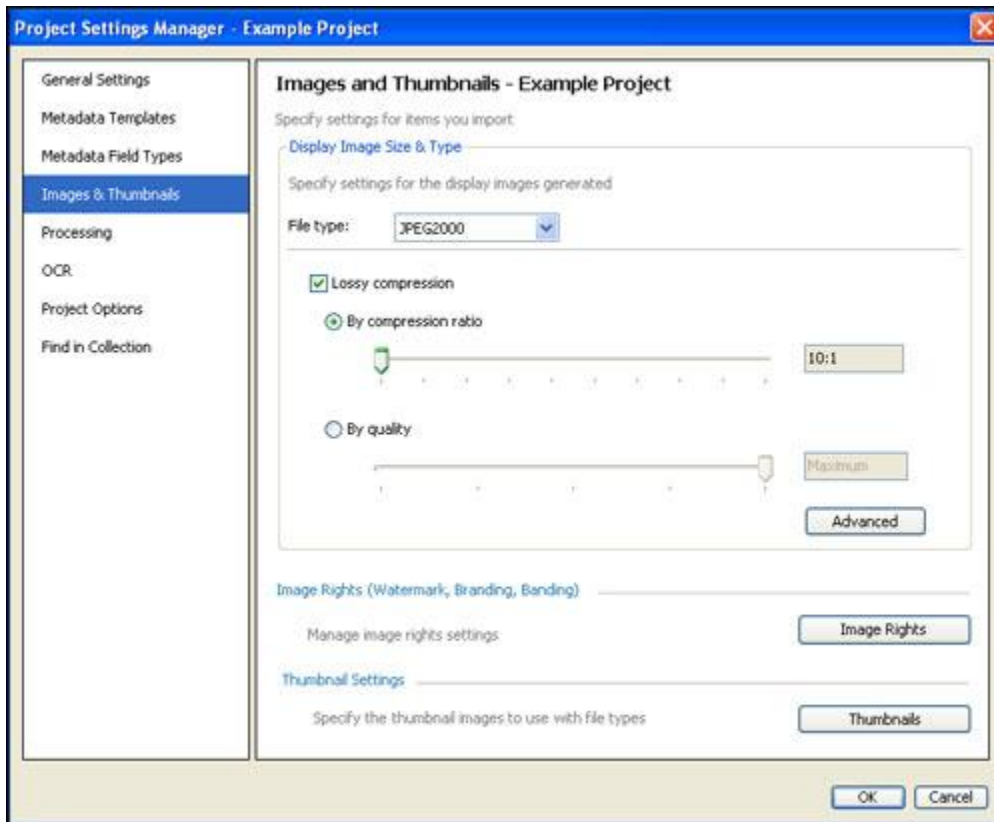 Project Settings Manager - Example Project
General Settings
Metadata Templates
Metadata Field Types
Images & Thumbnails
Processing
OCR
Project Options
Find in Collection
Images and Thumbnails - Example Project
Specify settings for items you import
Display Image Size & Type
Specify settings for the display images generated
File type: JPEG2000
Lossy compression
By compression ratio
10:1
By quality
Maximum
Advanced
Image Rights (Watermark, Branding, Banding)
Manage image rights settings
Image Rights
Thumbnail Settings
Specify the thumbnail images to use with file types
Thumbnails
OK
Cancel